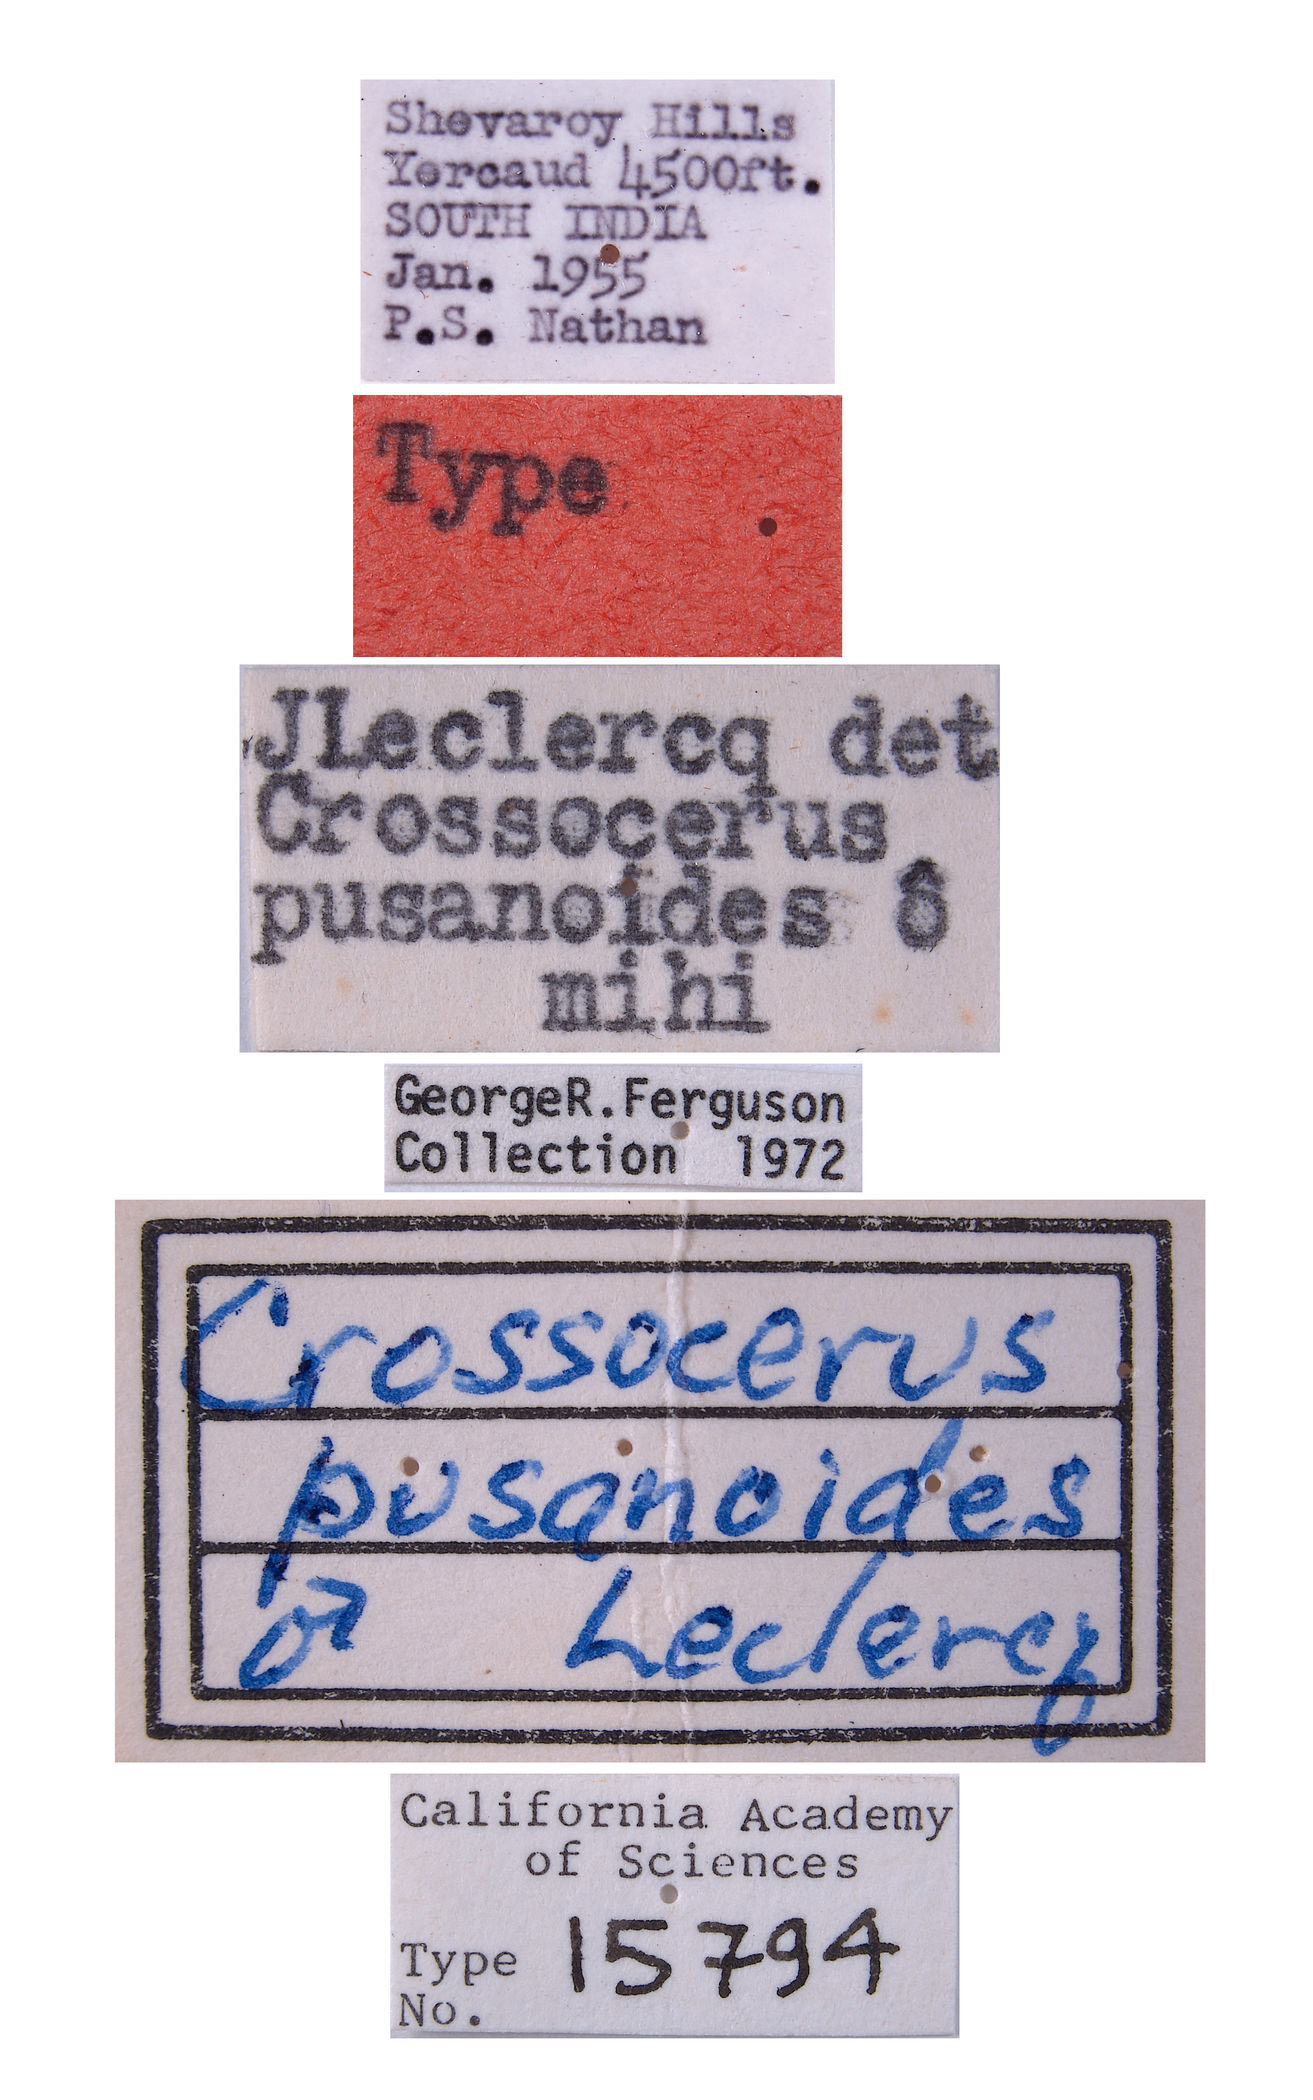 Shevaroy Hills
Yercaud 4500ft.
SOUTH INDIA
Jan. 1955
P.S. Nathan
Type
JLeclercq det
Crossocerus
pusanoides ô
mihi
GeorgeR.Ferguson
Collection 1972
Crossocerus
pusanoides
♂ Leclercq
California Academy
of Sciences
Type 15794
No.